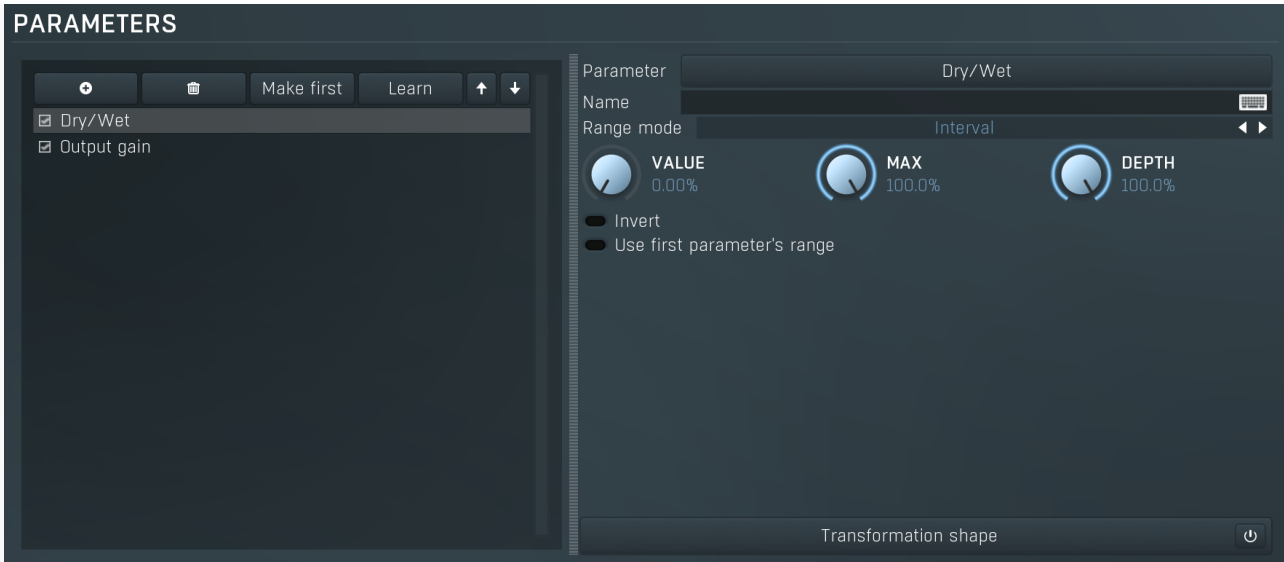 PARAMETERS
Make first Learn
Dry/Wet
Output gain
Parameter Dry/Wet
Name
Range mode Interval
VALUE MAX DEPTH
0.00% 100.0% 100.0%
Invert
Use first parameter's range
Transformation shape